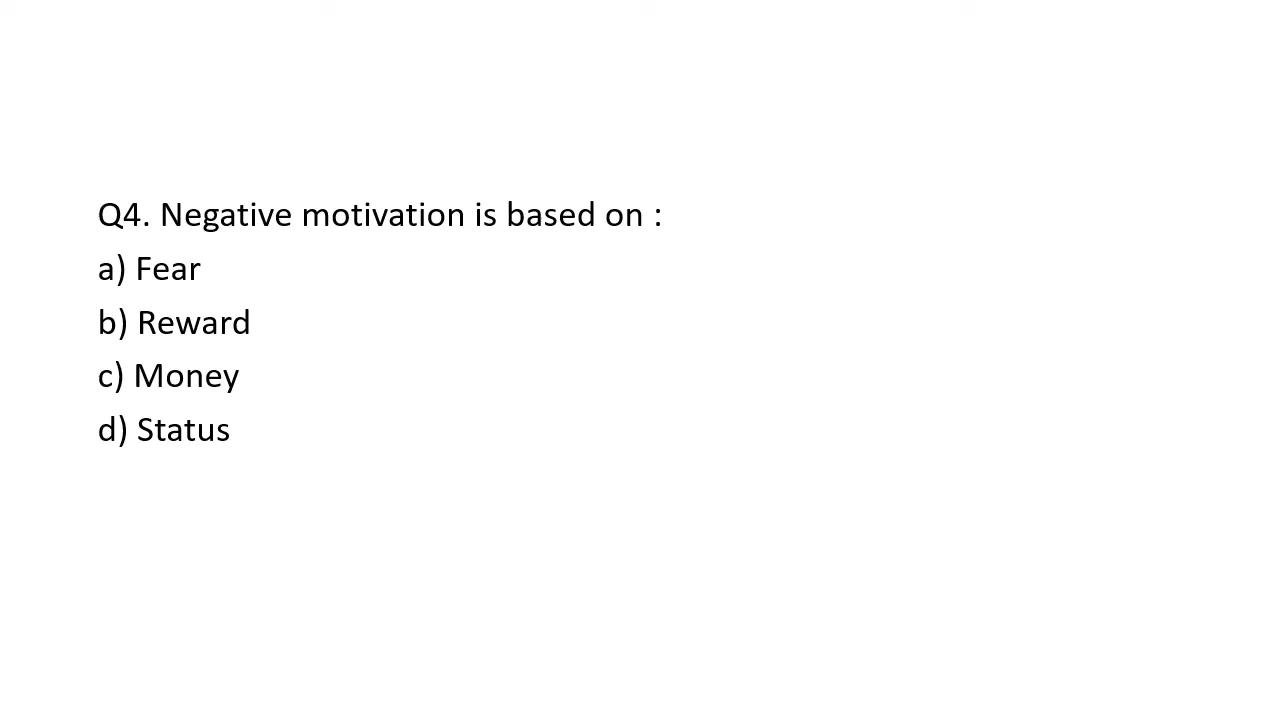 Q4. Negative motivation is based on :
a) Fear
b) Reward
c) Money
d) Status